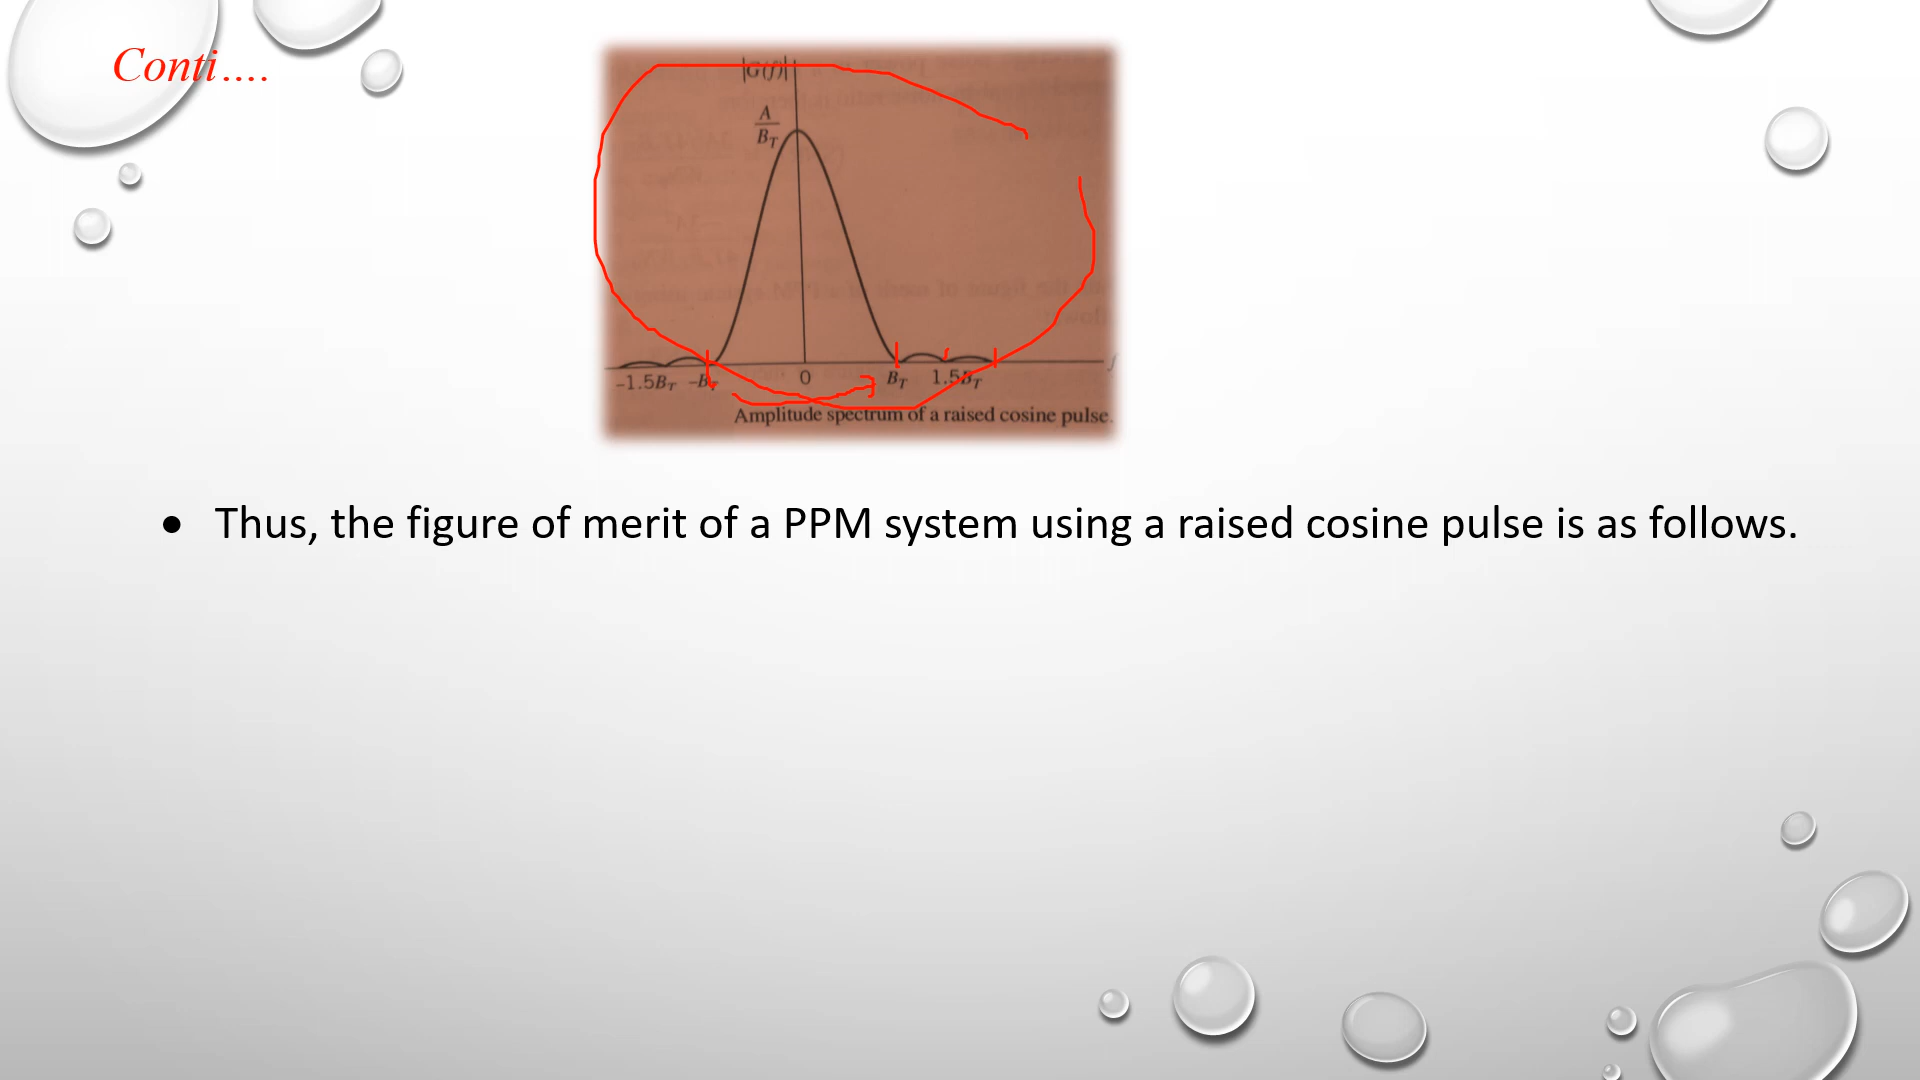 Conti….
|G(f)|
A
B_T
-1.5B_T -B_T 0 B_T 1.5B_T f
Amplitude spectrum of a raised cosine pulse.
• Thus, the figure of merit of a PPM system using a raised cosine pulse is as follows.